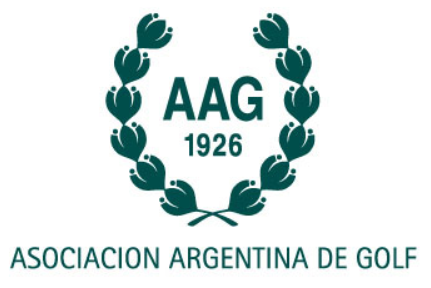 AAG
1926
ASOCIACION ARGENTINA DE GOLF